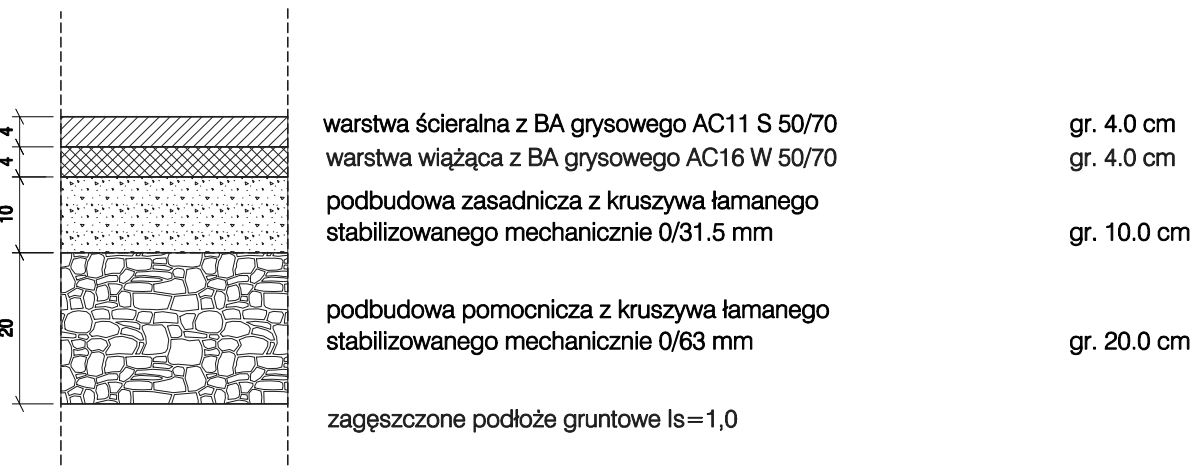 4
warstwa ścieralna z BA grysowego AC11 S 50/70 gr. 4.0 cm
4
warstwa wiążąca z BA grysowego AC16 W 50/70 gr. 4.0 cm
10
podbudowa zasadnicza z kruszywa łamanego
stabilizowanego mechanicznie 0/31.5 mm gr. 10.0 cm
20
podbudowa pomocnicza z kruszywa łamanego
stabilizowanego mechanicznie 0/63 mm gr. 20.0 cm
zagęszczone podłoże gruntowe Is=1,0